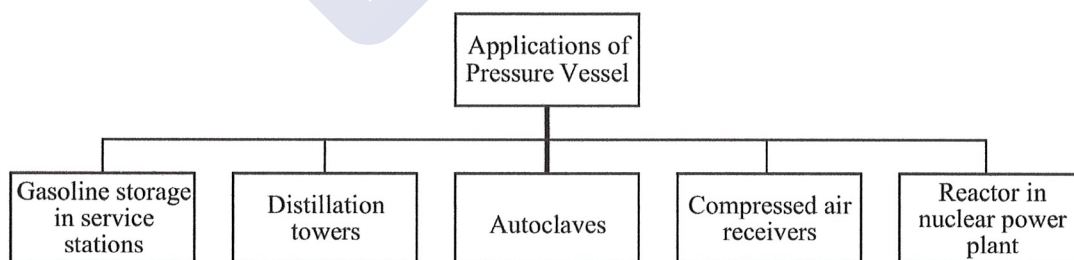 Applications of
Pressure Vessel
Gasoline storage
in service
stations
Distillation
towers
Autoclaves
Compressed air
receivers
Reactor in
nuclear power
plant